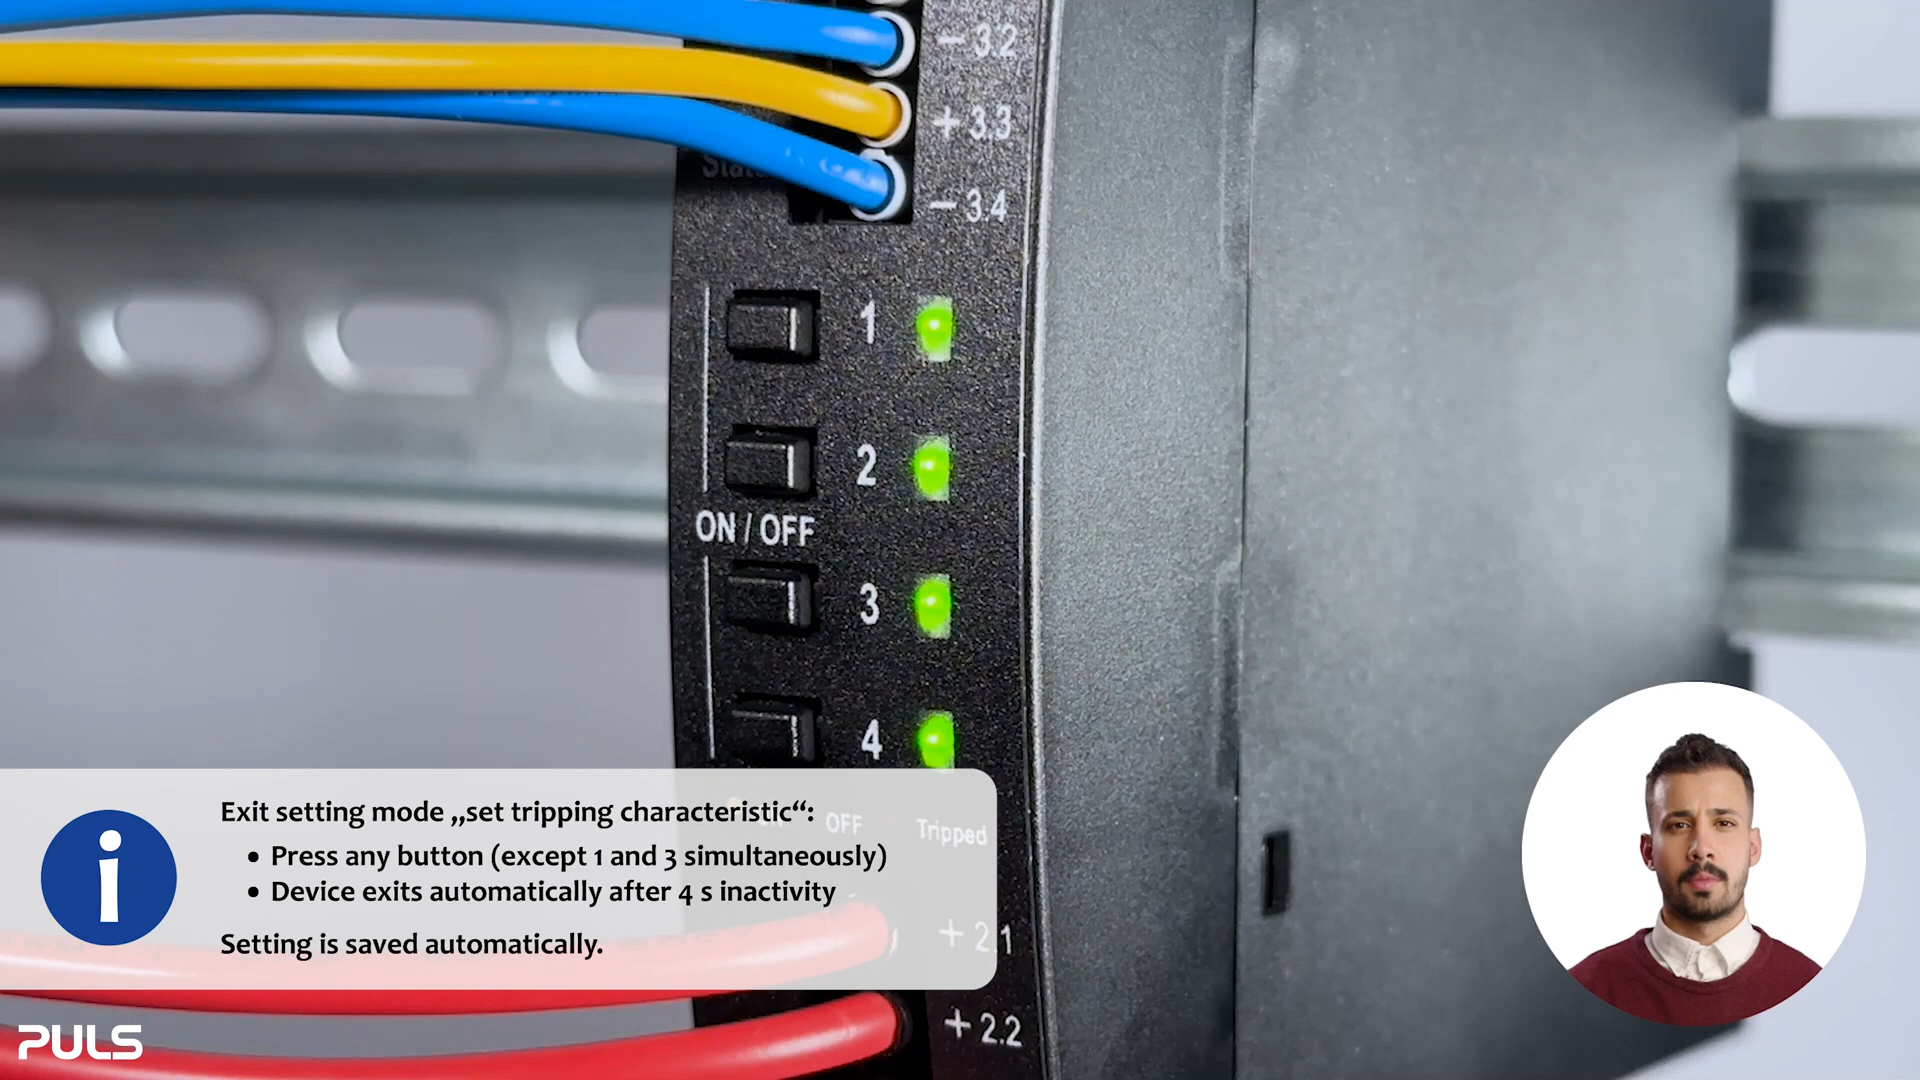 − 3.2
+ 3.3
− 3.4
1
2
ON / OFF
3
4
Exit setting mode „set tripping characteristic“:
• Press any button (except 1 and 3 simultaneously)
• Device exits automatically after 4 s inactivity
Setting is saved automatically.
OFF
Tripped
+ 2.1
+ 2.2
PULS